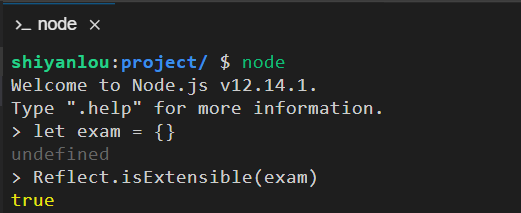 >_ node ×
shiyanlou:project/ $ node
Welcome to Node.js v12.14.1.
Type ".help" for more information.
> let exam = {}
undefined
> Reflect.isExtensible(exam)
true